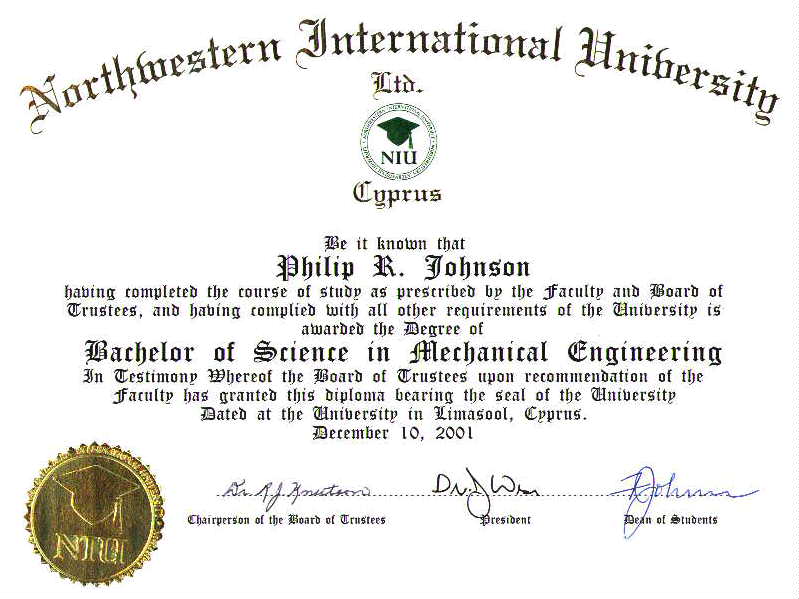 Northwestern International University
Ltd.
NIU
Cyprus
Be it known that
Philip R. Johnson
having completed the course of study as prescribed by the Faculty and Board of
Trustees, and having complied with all other requirements of the University is
awarded the Degree of
Bachelor of Science in Mechanical Engineering
In Testimony Whereof the Board of Trustees upon recommendation of the
Faculty has granted this diploma bearing the seal of the University
Dated at the University in Limasool, Cyprus.
December 10, 2001
NIU
Chairperson of the Board of Trustees
President
Dean of Students